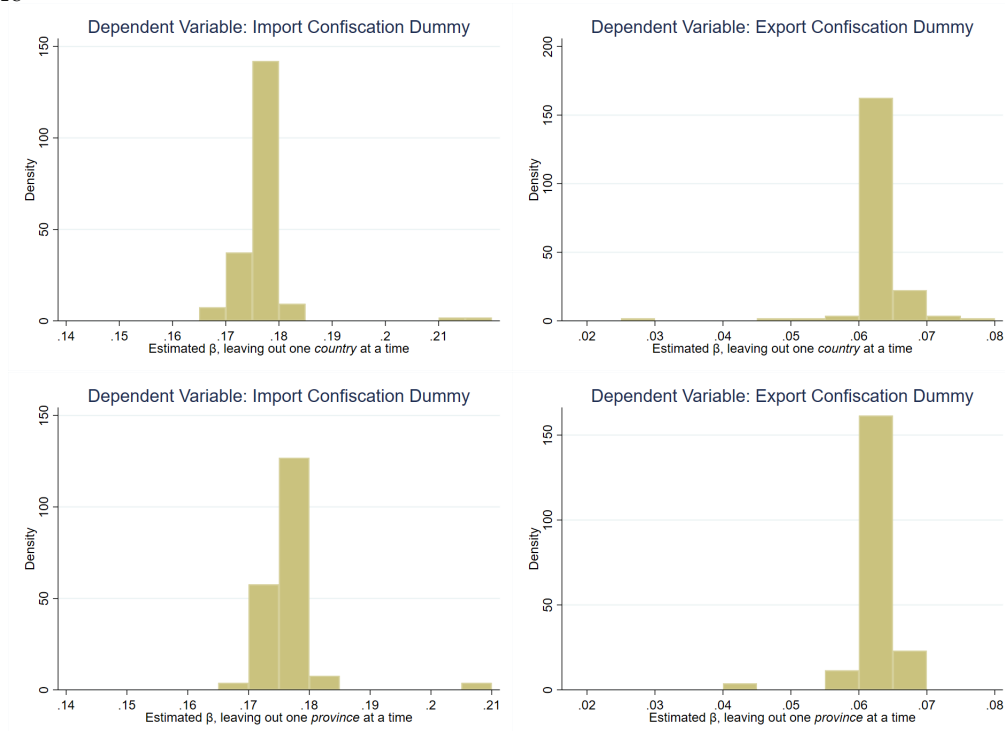 Dependent Variable: Import Confiscation Dummy
Density
150
100
50
0
.14 .15 .16 .17 .18 .19 .2 .21
Estimated β, leaving out one country at a time
Dependent Variable: Export Confiscation Dummy
Density
200
150
100
50
0
.02 .03 .04 .05 .06 .07 .08
Estimated β, leaving out one country at a time
Dependent Variable: Import Confiscation Dummy
Density
150
100
50
0
.14 .15 .16 .17 .18 .19 .2 .21
Estimated β, leaving out one province at a time
Dependent Variable: Export Confiscation Dummy
Density
150
100
50
0
.02 .03 .04 .05 .06 .07 .08
Estimated β, leaving out one province at a time